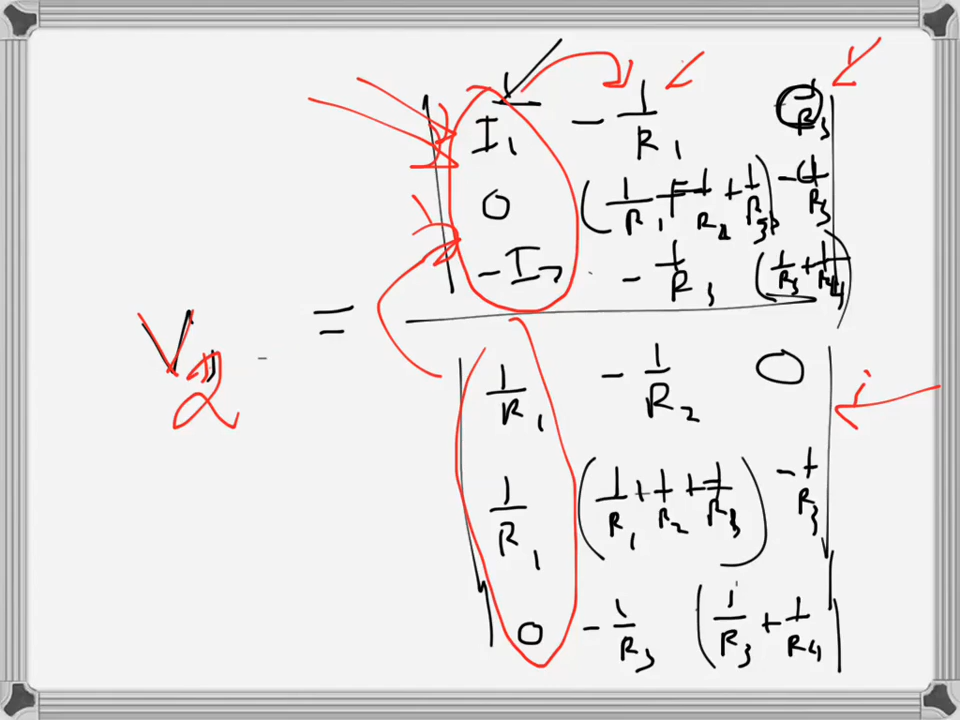 I₁ - 1/R₁
0 (1/R₁ + 1/R₂ + 1/R₃) - 1/R₃
- 1/R₃ (1/R₃ + 1/R₄)
V₂ =
1/R₁ - 1/R₂ 0
1/R₁ (1/R₁ + 1/R₂ + 1/R₃) - 1/R₃
0 - 1/R₃ (1/R₃ + 1/R₄)